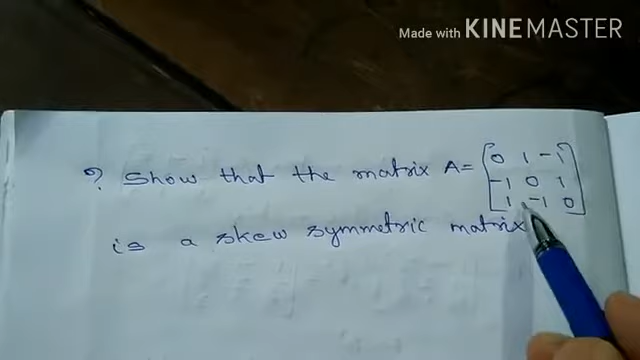 Made with KINEMASTER
? Show that the matrix A= [0 1 -1
-1 0 1
1 -1 0]
is a skew symmetric matrix